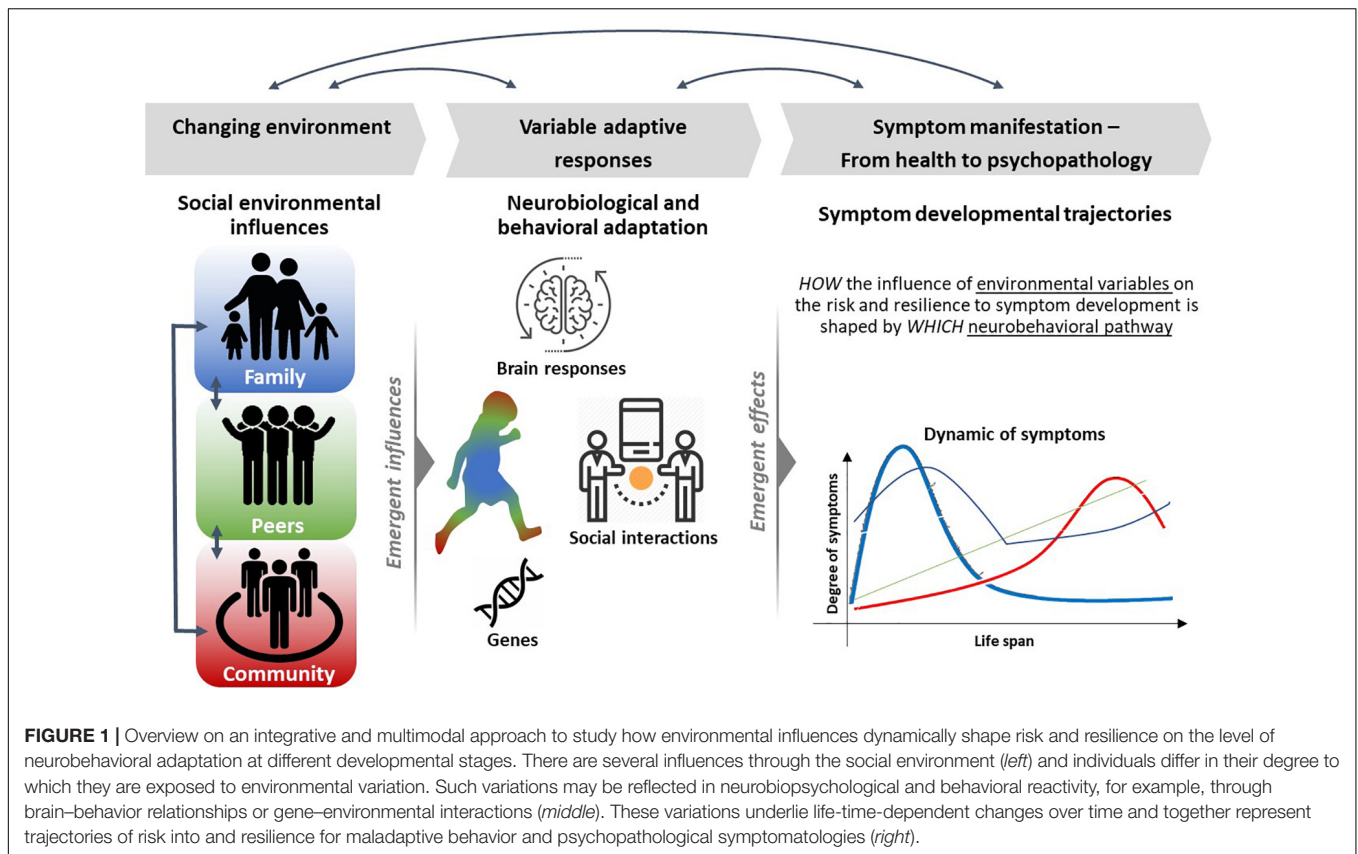 Changing environment
Variable adaptive
responses
Symptom manifestation –
From health to psychopathology
Social environmental
influences
Family
Peers
Community
Emergent influences
Neurobiological and
behavioral adaptation
Brain responses
Social interactions
Genes
Emergent effects
Symptom developmental trajectories
HOW the influence of environmental variables on
the risk and resilience to symptom development is
shaped by WHICH neurobehavioral pathway
Dynamic of symptoms
Degree of symptoms
Life span
FIGURE 1 | Overview on an integrative and multimodal approach to study how environmental influences dynamically shape risk and resilience on the level of
neurobehavioral adaptation at different developmental stages. There are several influences through the social environment (left) and individuals differ in their degree to
which they are exposed to environmental variation. Such variations may be reflected in neurobiopsychological and behavioral reactivity, for example, through
brain–behavior relationships or gene–environmental interactions (middle). These variations underlie life-time-dependent changes over time and together represent
trajectories of risk into and resilience for maladaptive behavior and psychopathological symptomatologies (right).